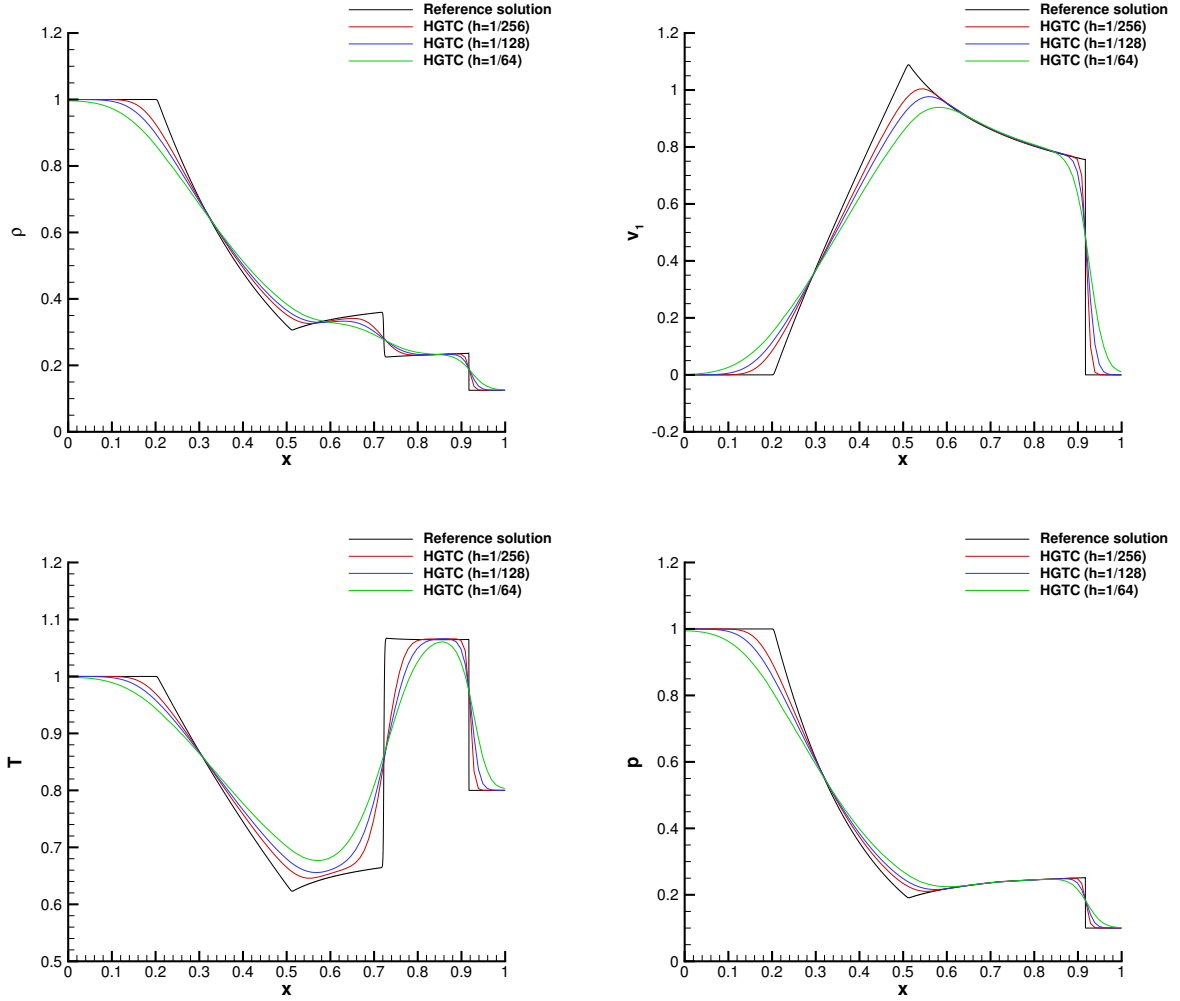 Reference solution
HGTC (h=1/256)
HGTC (h=1/128)
HGTC (h=1/64)
1.2
1
0.8
0.6
0.4
0.2
0
ρ
0 0.1 0.2 0.3 0.4 0.5 0.6 0.7 0.8 0.9 1
x
Reference solution
HGTC (h=1/256)
HGTC (h=1/128)
HGTC (h=1/64)
1.2
1
0.8
0.6
0.4
0.2
0
-0.2
v1
0 0.1 0.2 0.3 0.4 0.5 0.6 0.7 0.8 0.9 1
x
Reference solution
HGTC (h=1/256)
HGTC (h=1/128)
HGTC (h=1/64)
1.2
1.1
1
0.9
0.8
0.7
0.6
0.5
T
0 0.1 0.2 0.3 0.4 0.5 0.6 0.7 0.8 0.9 1
x
Reference solution
HGTC (h=1/256)
HGTC (h=1/128)
HGTC (h=1/64)
1.2
1
0.8
0.6
0.4
0.2
0
p
0 0.1 0.2 0.3 0.4 0.5 0.6 0.7 0.8 0.9 1
x